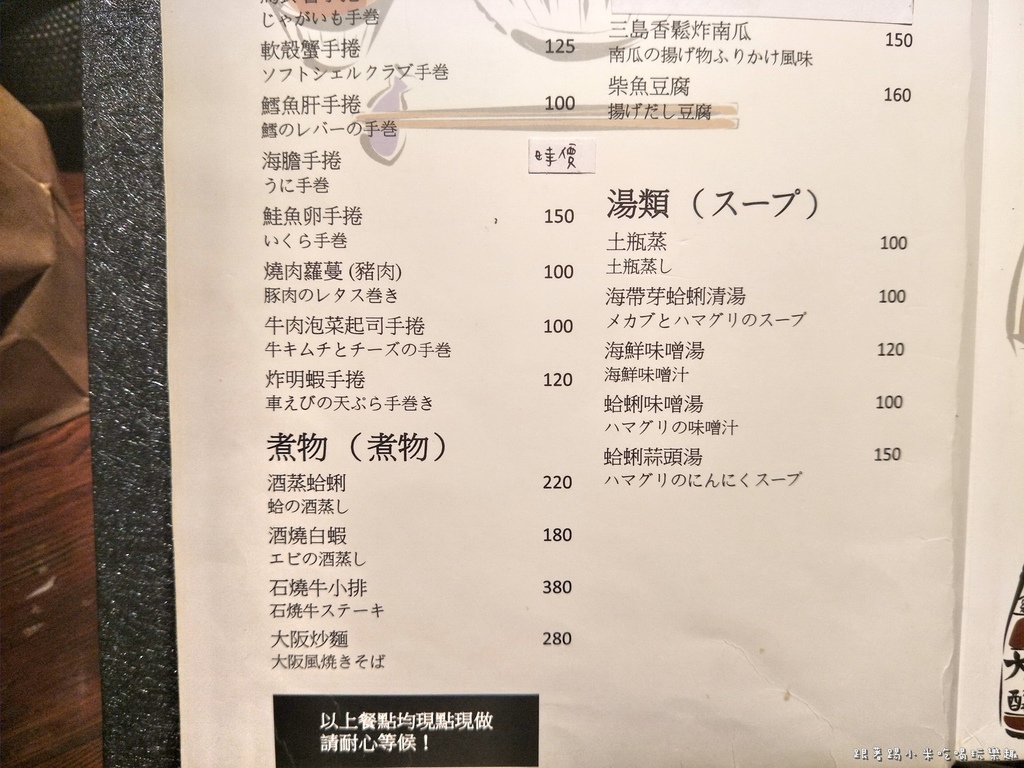 じゃがいも手巻
軟殼蟹手捲 125
ソフトシェルクラブ手巻
鱈魚肝手捲 100
鱈のレバーの手巻
海膽手捲 時價
うに手巻
鮭魚卵手捲 150
いくら手巻
燒肉蘿蔓 (豬肉) 100
豚肉のレタス巻き
牛肉泡菜起司手捲 100
牛キムチとチーズの手巻
炸明蝦手捲 120
車えびの天ぷら手巻き
煮物（煮物）
酒蒸蛤蜊 220
蛤の酒蒸し
酒燒白蝦 180
エビの酒蒸し
石燒牛小排 380
石焼牛ステーキ
大阪炒麵 280
大阪風焼きそば
以上餐點均現點現做
請耐心等候！
三島香鬆炸南瓜 150
南瓜の揚げ物ふりかけ風味
柴魚豆腐 160
揚げだし豆腐
湯類（スープ）
土瓶蒸 100
土瓶蒸し
海帶芽蛤蜊清湯 100
メカブとハマグリのスープ
海鮮味噌湯 120
海鮮味噌汁
蛤蜊味噌湯 100
ハマグリの味噌汁
蛤蜊蒜頭湯 150
ハマグリのにんにくスープ
跟著踢小米吃喝玩樂趣